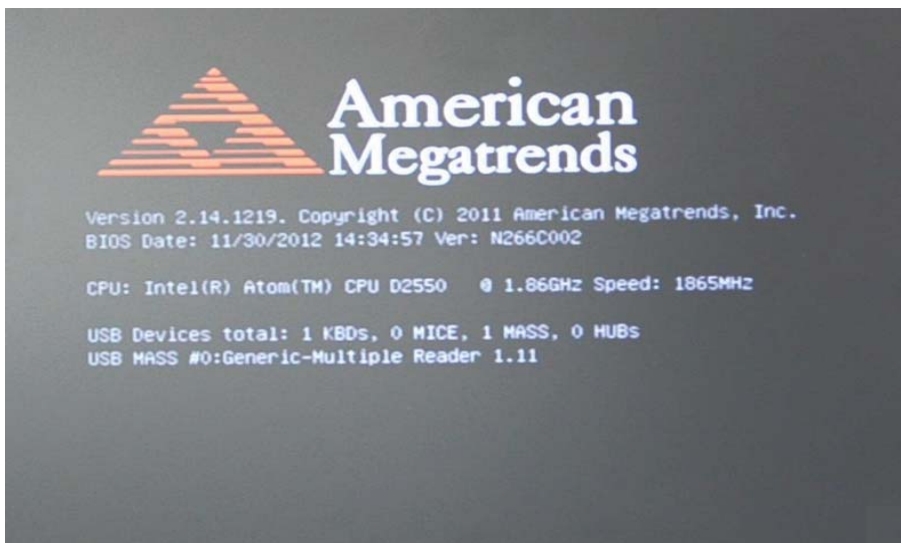 American
Megatrends
Version 2.14.1219. Copyright (C) 2011 American Megatrends, Inc.
BIOS Date: 11/30/2012 14:34:57 Ver: N266C002
CPU: Intel(R) Atom(TM) CPU D2550 @ 1.86GHz Speed: 1865MHz
USB Devices total: 1 KBDs, 0 MICE, 1 MASS, 0 HUBs
USB MASS #0:Generic-Multiple Reader 1.11